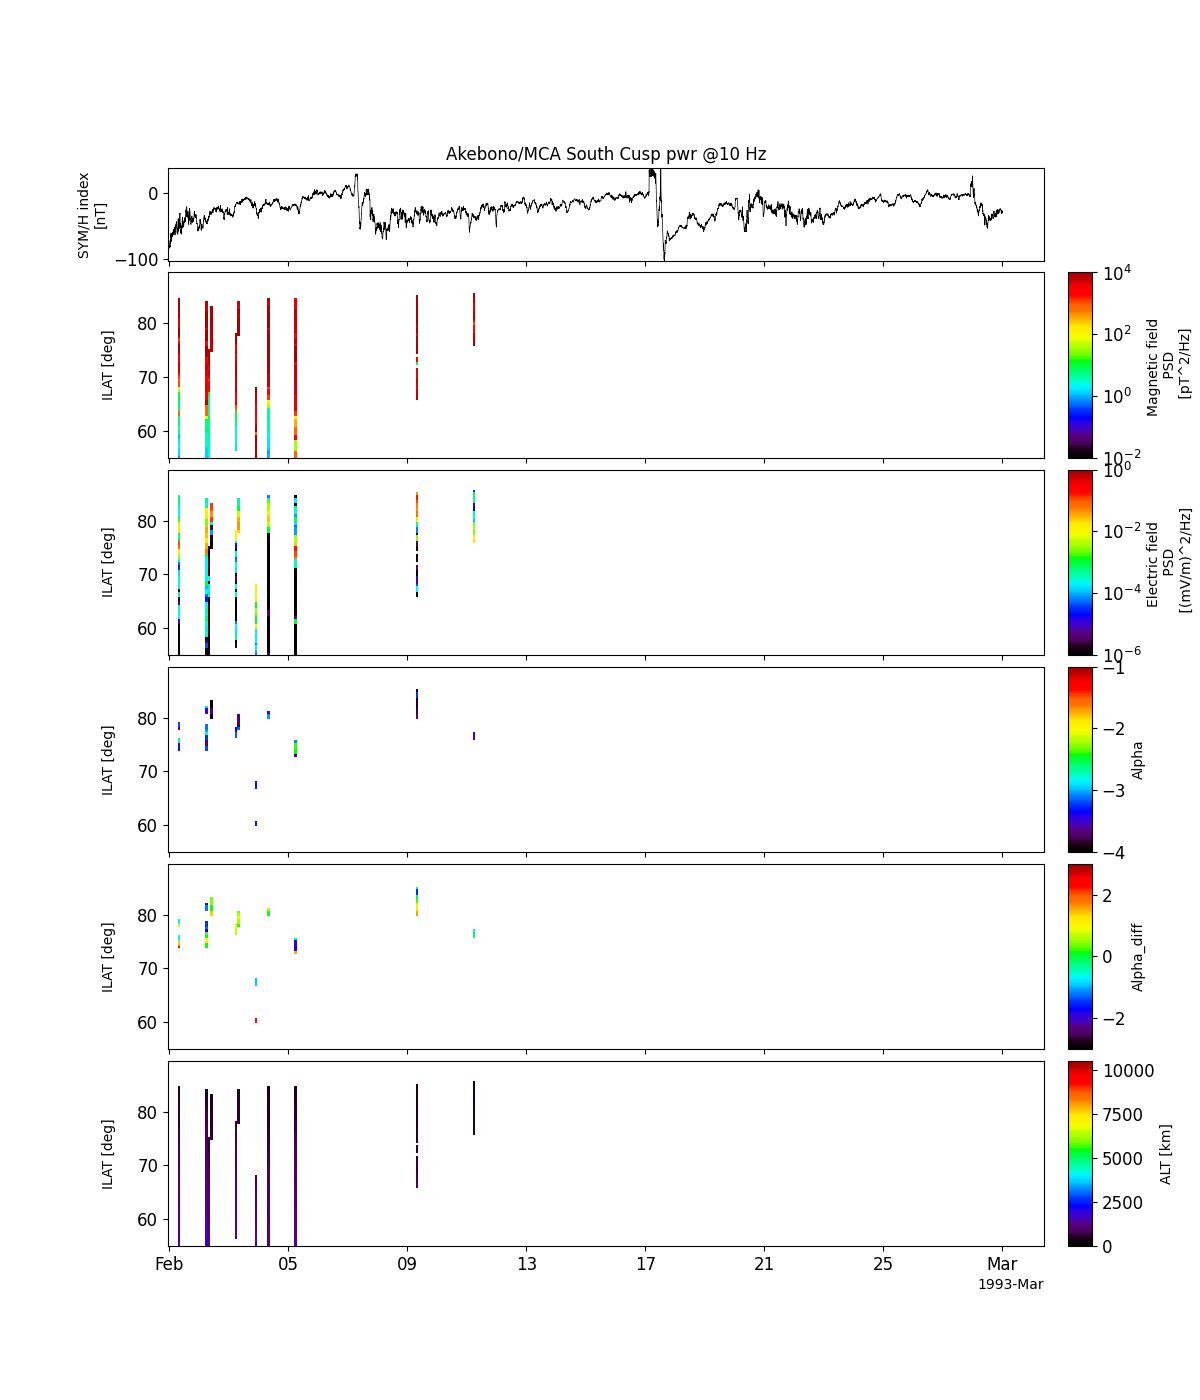 Akebono/MCA South Cusp pwr @10 Hz
SYM/H index
[nT]
0
−100
ILAT [deg]
80
70
60
10^4
10^2
10^0
10^−2
Magnetic field
PSD
[pT^2/Hz]
ILAT [deg]
80
70
60
10^0
10^−2
10^−4
10^−6
Electric field
PSD
[(mV/m)^2/Hz]
ILAT [deg]
80
70
60
−1
−2
−3
−4
Alpha
ILAT [deg]
80
70
60
2
0
−2
Alpha_diff
ILAT [deg]
80
70
60
10000
7500
5000
2500
0
ALT [km]
Feb 05 09 13 17 21 25 Mar
1993-Mar